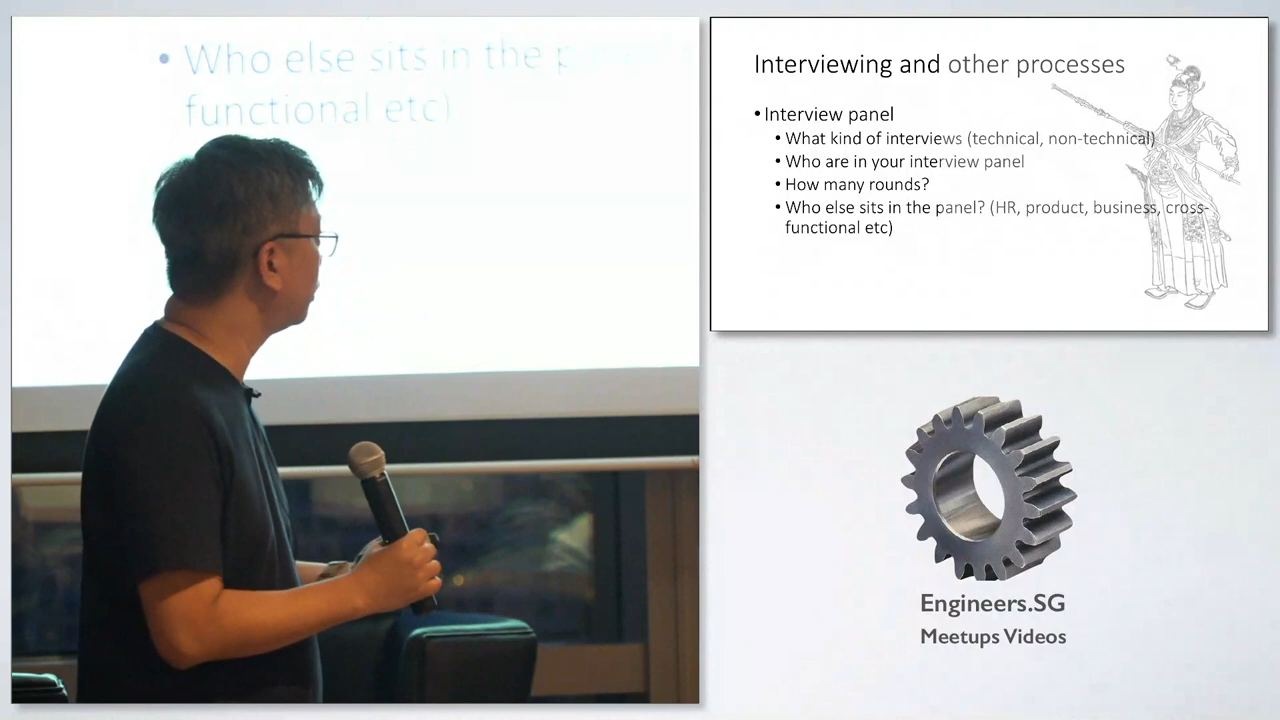 • Who else sits in the p
functional etc)
Interviewing and other processes
• Interview panel
• What kind of interviews (technical, non-technical)
• Who are in your interview panel
• How many rounds?
• Who else sits in the panel? (HR, product, business, cross-
functional etc)
Engineers.SG
Meetups Videos